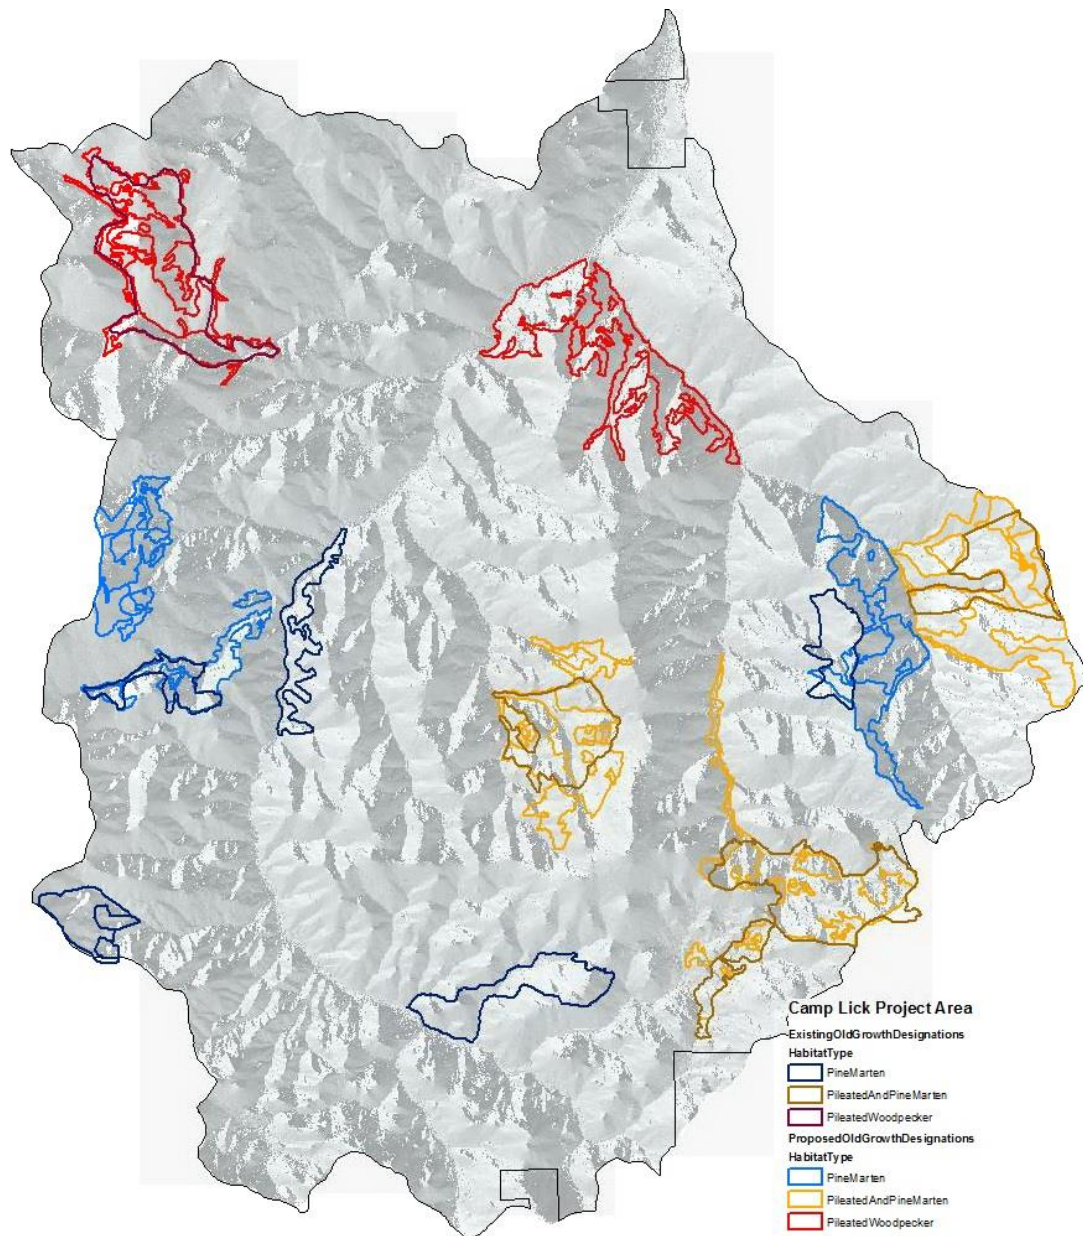 Camp Lick Project Area
ExistingOldGrowthDesignations
HabitatType
PineMarten
PileatedAndPineMarten
PileatedWoodpecker
ProposedOldGrowthDesignations
HabitatType
PineMarten
PileatedAndPineMarten
PileatedWoodpecker